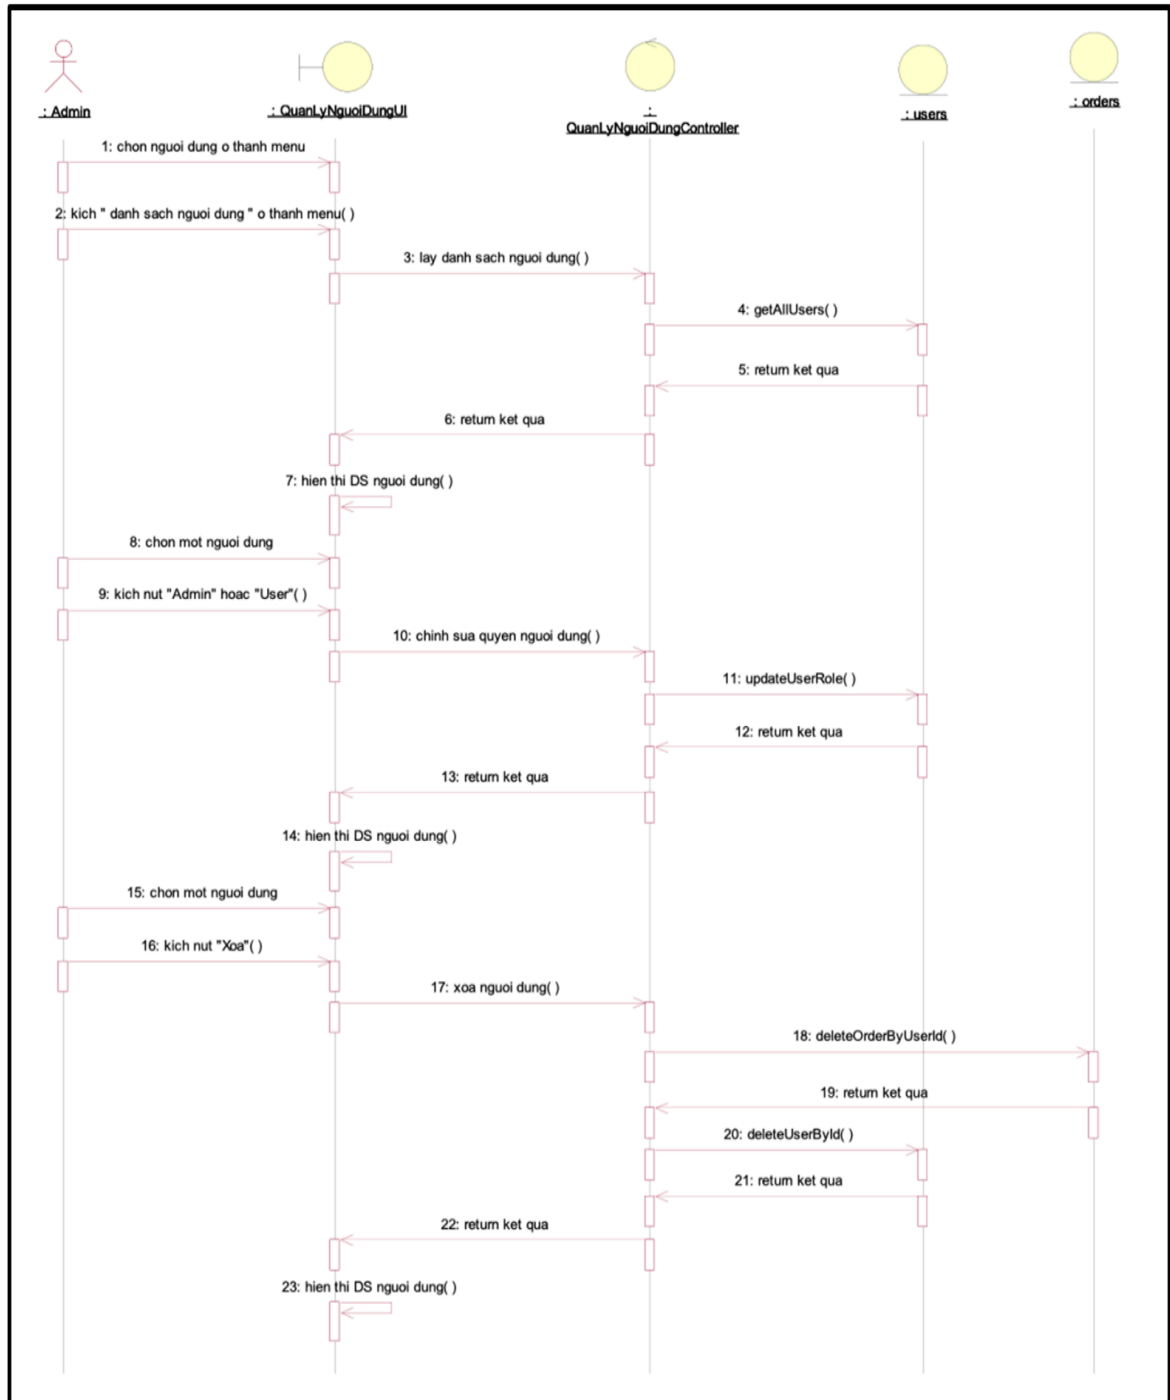 : Admin
: QuanLyNguoiDungUI
:
QuanLyNguoiDungController
: users
: orders
1: chon nguoi dung o thanh menu
2: kich " danh sach nguoi dung " o thanh menu( )
3: lay danh sach nguoi dung( )
4: getAllUsers( )
5: return ket qua
6: return ket qua
7: hien thi DS nguoi dung( )
8: chon mot nguoi dung
9: kich nut "Admin" hoac "User"( )
10: chinh sua quyen nguoi dung( )
11: updateUserRole( )
12: return ket qua
13: return ket qua
14: hien thi DS nguoi dung( )
15: chon mot nguoi dung
16: kich nut "Xoa"( )
17: xoa nguoi dung( )
18: deleteOrderByUserId( )
19: return ket qua
20: deleteUserById( )
21: return ket qua
22: return ket qua
23: hien thi DS nguoi dung( )